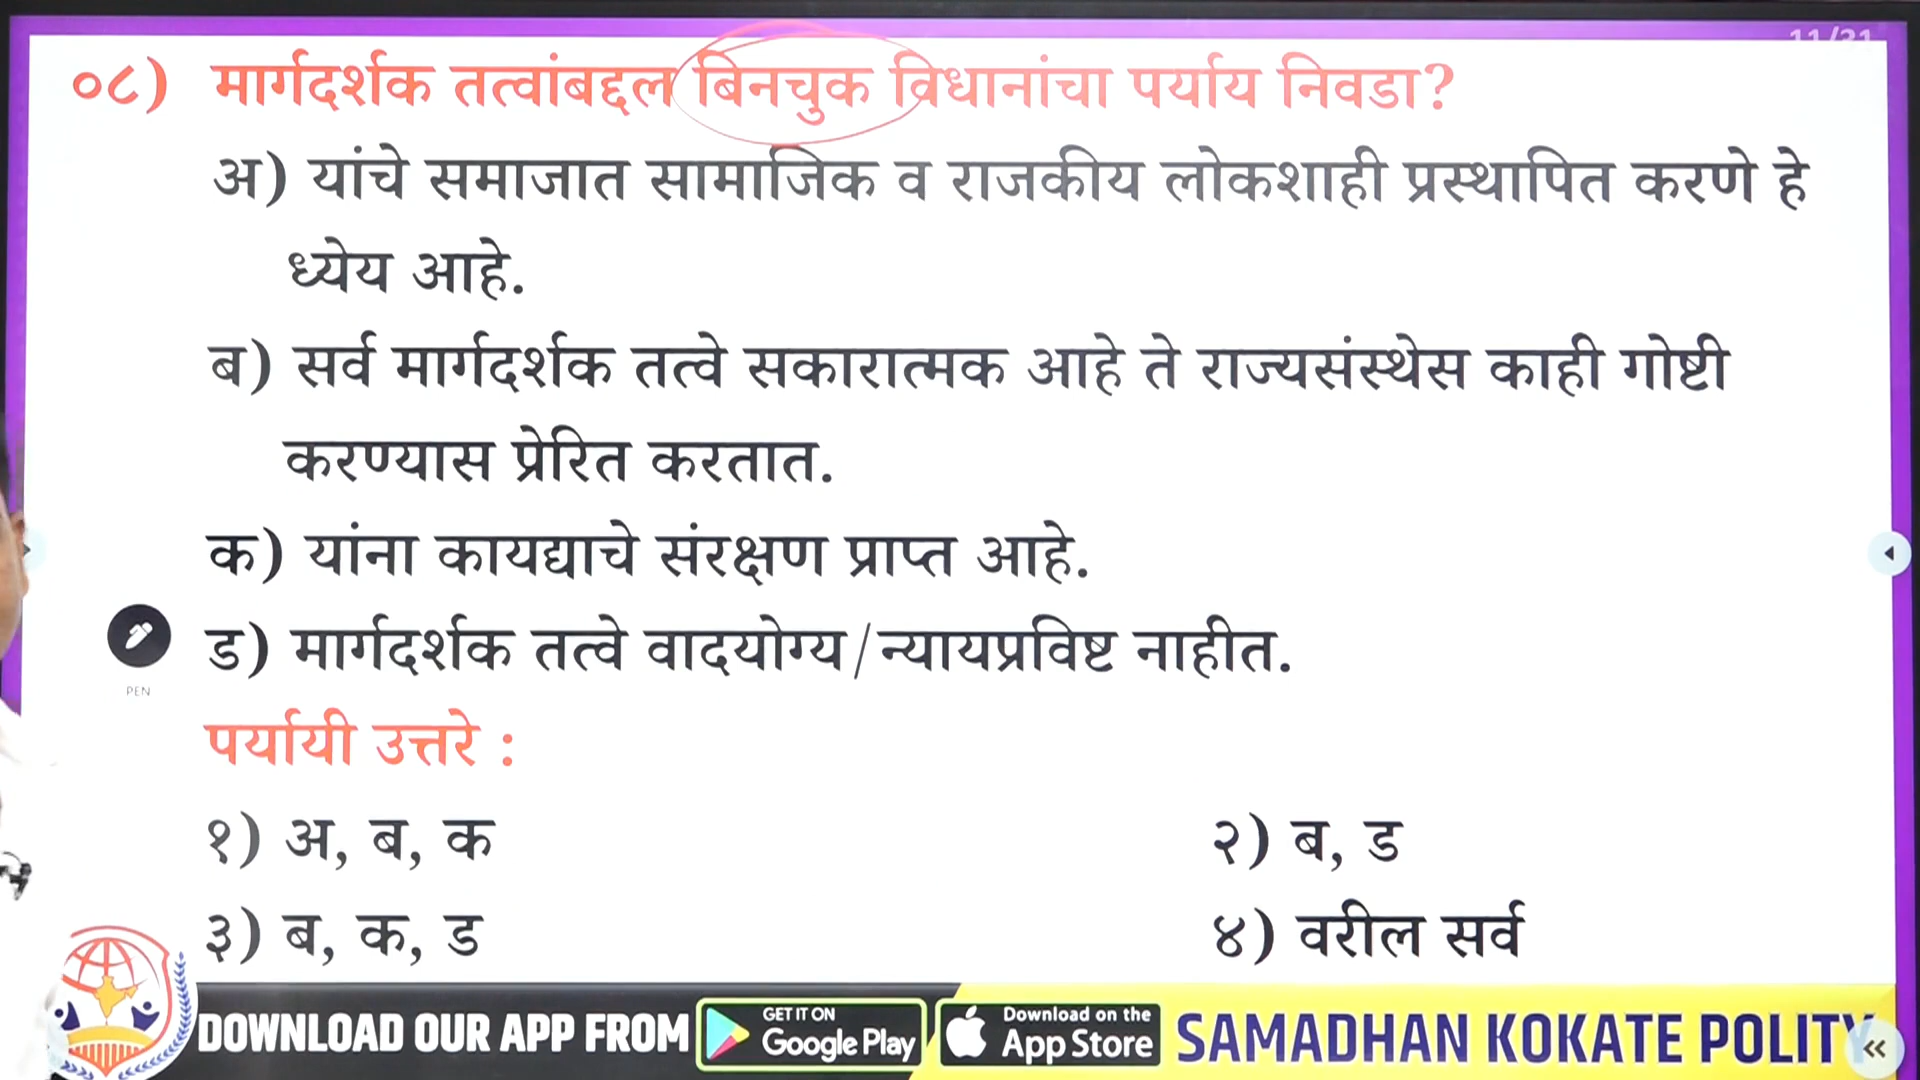 11/31
०८) मार्गदर्शक तत्वांबद्दल बिनचुक विधानांचा पर्याय निवडा?
अ) यांचे समाजात सामाजिक व राजकीय लोकशाही प्रस्थापित करणे हे
ध्येय आहे.
ब) सर्व मार्गदर्शक तत्वे सकारात्मक आहे ते राज्यसंस्थेस काही गोष्टी
करण्यास प्रेरित करतात.
क) यांना कायद्याचे संरक्षण प्राप्त आहे.
ड) मार्गदर्शक तत्वे वादयोग्य/न्यायप्रविष्ट नाहीत.
PEN
पर्यायी उत्तरे :
१) अ, ब, क २) ब, ड
३) ब, क, ड ४) वरील सर्व
DOWNLOAD OUR APP FROM GET IT ON Google Play Download on the App Store SAMADHAN KOKATE POLITY